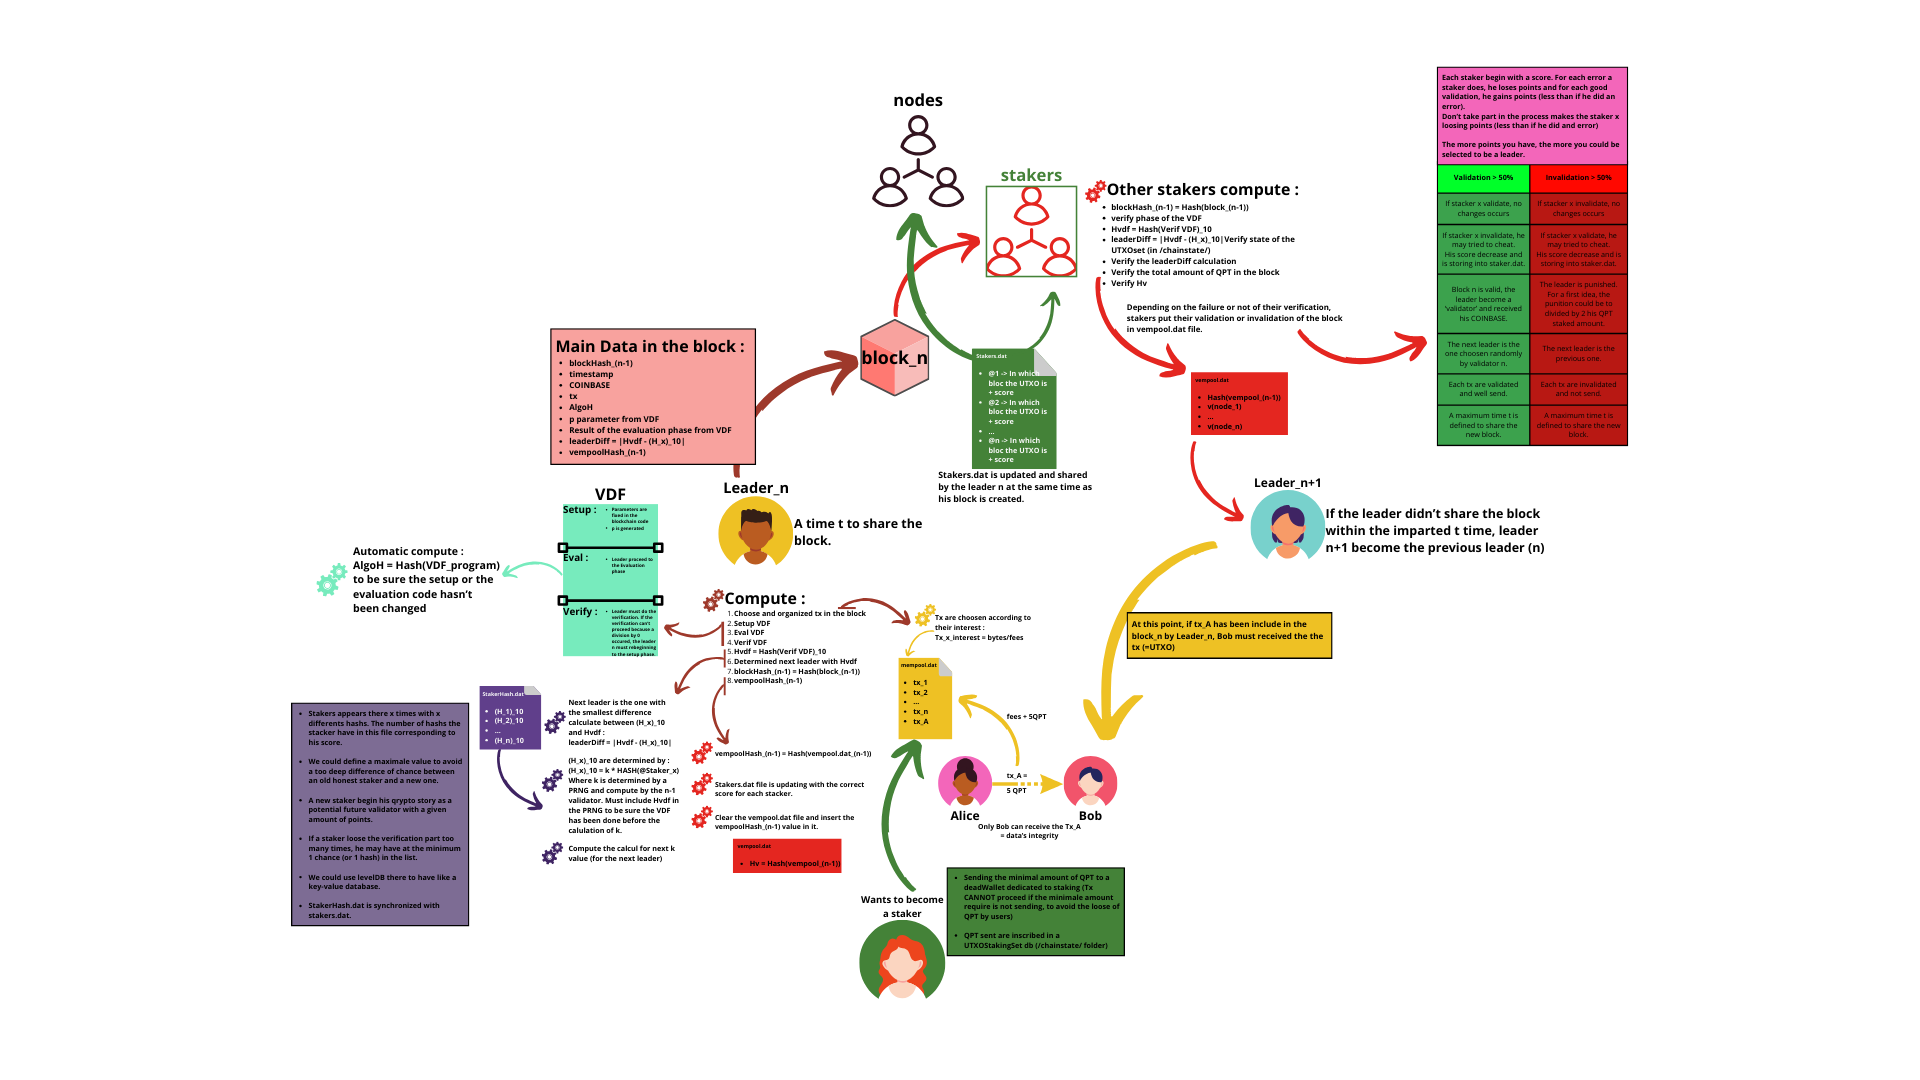 nodes
stakers
Other stakers compute :
• blockHash_(n-1) = Hash(block_(n-1))
• verify phase of the VDF
• Hvdf = Hash(Verif VDF)_10
• leaderDiff = |Hvdf - (H_x)_10|Verify state of the
UTXOset (in /chainstate/)
• Verify the leaderDiff calculation
• Verify the total amount of QPT in the block
• Verify Hv
Depending on the failure or not of their verification,
stakers put their validation or invalidation of the block
in vempool.dat file.
Each staker begin with a score. For each error a
staker does, he loses points and for each good
validation, he gains points (less than if he did an
error).
Don't take part in the process makes the staker x
loosing points (less than if he did and error)
The more points you have, the more you could be
selected to be a leader.
Validation > 50%
Invalidation > 50%
If stacker x validate, no
changes occurs
If stacker x invalidate, no
changes occurs
If stacker x invalidate, he
may tried to cheat.
His score decrease and
is storing into staker.dat.
If stacker x validate, he
may tried to cheat.
His score decrease and is
storing into staker.dat.
Block n is valid, the
leader become a
'validator' and received
his COINBASE.
The leader is punished.
For a first idea, the
punition could be to
divided by 2 his QPT
staked amount.
The next leader is the
one choosen randomly
by validator n.
The next leader is the
previous one.
Each tx are validated
and well send.
Each tx are invalidated
and not send.
A maximum time t is
defined to share the
new block.
A maximum time t is
defined to share the new
block.
Main Data in the block :
• blockHash_(n-1)
• timestamp
• COINBASE
• tx
• AlgoH
• p parameter from VDF
• Result of the evaluation phase from VDF
• leaderDiff = |Hvdf - (H_x)_10|
• vempoolHash_(n-1)
block_n
Stakers.dat
• @1 -> In which
bloc the UTXO is
+ score
• @2 -> In which
bloc the UTXO is
+ score
• ...
• @n -> In which
bloc the UTXO is
+ score
Stakers.dat is updated and shared
by the leader n at the same time as
his block is created.
vempool.dat
• Hash(vempool_(n-1))
• v(node_1)
• ...
• v(node_n)
Leader_n+1
If the leader didn't share the block
within the imparted t time, leader
n+1 become the previous leader (n)
Leader_n
A time t to share the
block.
VDF
Setup :
• Parameters are
fixed in the
blockchain code
• p is generated
Eval :
• Leader proceed to
the Evaluation
phase
Verify :
• Leader must do the
verification. If the
verification can't
proceed because a
division by 0
occured, the leader
n must rebeginning
to the setup phase.
Automatic compute :
AlgoH = Hash(VDF_program)
to be sure the setup or the
evaluation code hasn't
been changed
Compute :
1. Choose and organized tx in the block
2. Setup VDF
3. Eval VDF
4. Verif VDF
5. Hvdf = Hash(Verif VDF)_10
6. Determined next leader with Hvdf
7. blockHash_(n-1) = Hash(block_(n-1))
8. vempoolHash_(n-1)
Tx are choosen according to
their interest :
Tx_x_interest = bytes/fees
mempool.dat
• tx_1
• tx_2
• ...
• tx_n
• tx_A
At this point, if tx_A has been include in the
block_n by Leader_n, Bob must received the the
tx (=UTXO)
fees + 5QPT
tx_A =
5 QPT
Alice
Bob
Only Bob can receive the Tx_A
= data's integrity
StakerHash.dat
• (H_1)_10
• (H_2)_10
• ...
• (H_n)_10
• Stakers appears there x times with x
differents hashs. The number of hashs the
stacker have in this file corresponding to
his score.
• We could define a maximale value to avoid
a too deep difference of chance between
an old honest staker and a new one.
• A new staker begin his qrypto story as a
potential future validator with a given
amount of points.
• If a staker loose the verification part too
many times, he may have at the minimum
1 chance (or 1 hash) in the list.
• We could use levelDB there to have like a
key-value database.
• StakerHash.dat is synchronized with
stakers.dat.
Next leader is the one with
the smallest difference
calculate between (H_x)_10
and Hvdf :
leaderDiff = |Hvdf - (H_x)_10|
(H_x)_10 are determined by :
(H_x)_10 = k * HASH(@Staker_x)
Where k is determined by a
PRNG and compute by the n-1
validator. Must include Hvdf in
the PRNG to be sure the VDF
has been done before the
calulation of k.
Compute the calcul for next k
value (for the next leader)
vempoolHash_(n-1) = Hash(vempool.dat_(n-1))
Stakers.dat file is updating with the correct
score for each stacker.
Clear the vempool.dat file and insert the
vempoolHash_(n-1) value in it.
vempool.dat
• Hv = Hash(vempool_(n-1))
Wants to become
a staker
• Sending the minimal amount of QPT to a
deadWallet dedicated to staking (Tx
CANNOT proceed if the minimale amount
require is not sending, to avoid the loose of
QPT by users)
• QPT sent are inscribed in a
UTXOStakingSet db (/chainstate/ folder)